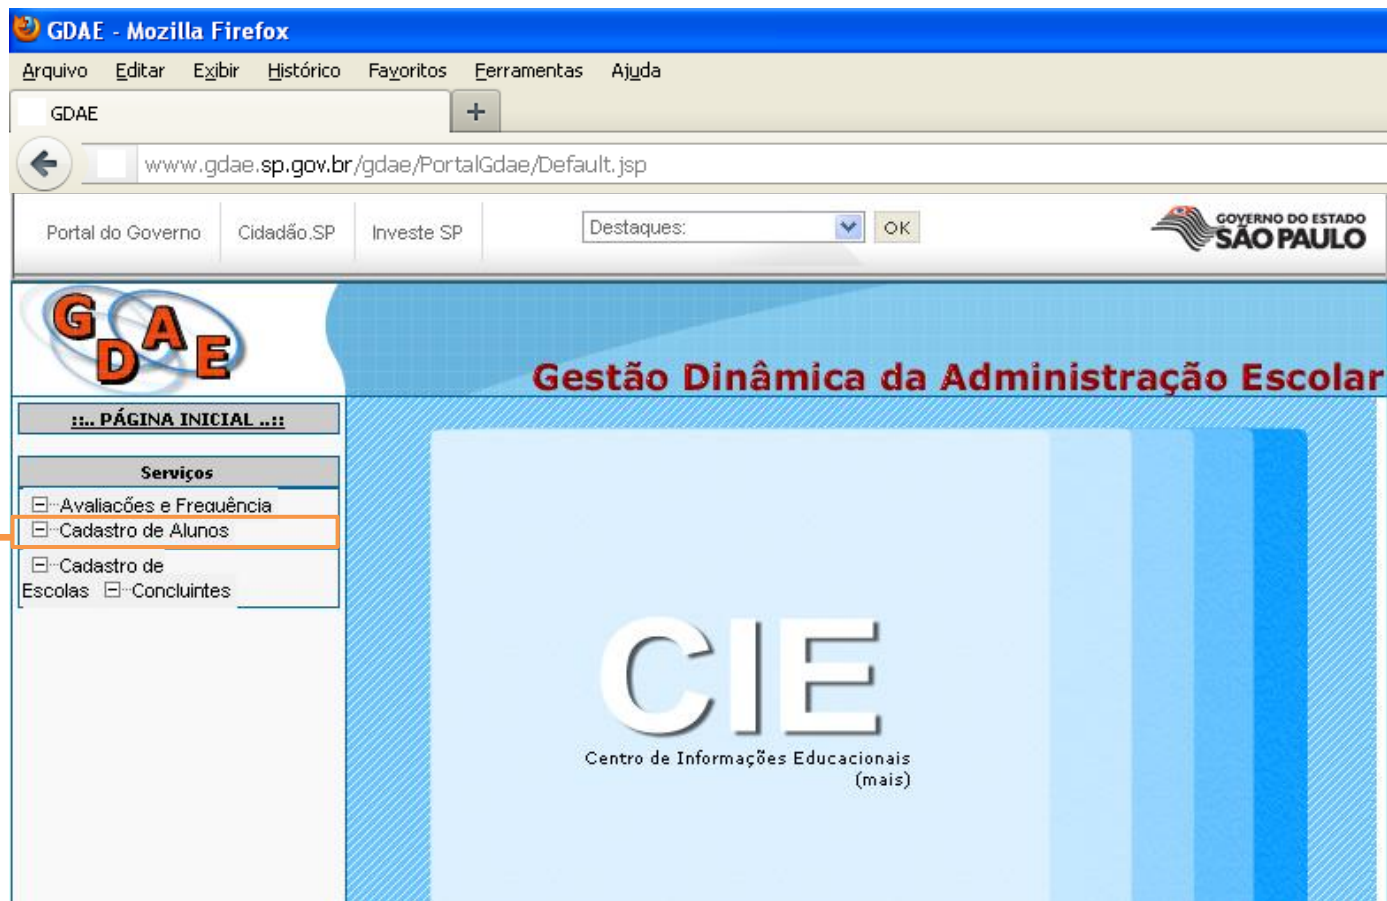 GDAE - Mozilla Firefox
Arquivo Editar Exibir Histórico Favoritos Ferramentas Ajuda
GDAE +
www.gdae.sp.gov.br/gdae/PortalGdae/Default.jsp
Portal do Governo Cidadão.SP Investe SP Destaques: OK GOVERNO DO ESTADO
SÃO PAULO
GDAE
Gestão Dinâmica da Administração Escolar
::.. PÁGINA INICIAL ..::
Serviços
Avaliações e Frequência
Cadastro de Alunos
Cadastro de
Escolas Concluintes
CIE
Centro de Informações Educacionais
(mais)